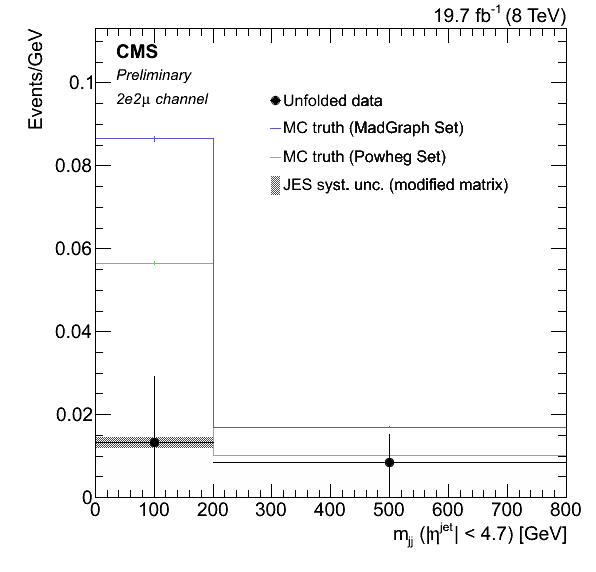 19.7 fb⁻¹ (8 TeV)
Events/GeV
CMS
Preliminary
2e2μ channel
Unfolded data
MC truth (MadGraph Set)
MC truth (Powheg Set)
JES syst. unc. (modified matrix)
0.1
0.08
0.06
0.04
0.02
0
0 100 200 300 400 500 600 700 800
m_jj (|η^jet| < 4.7) [GeV]